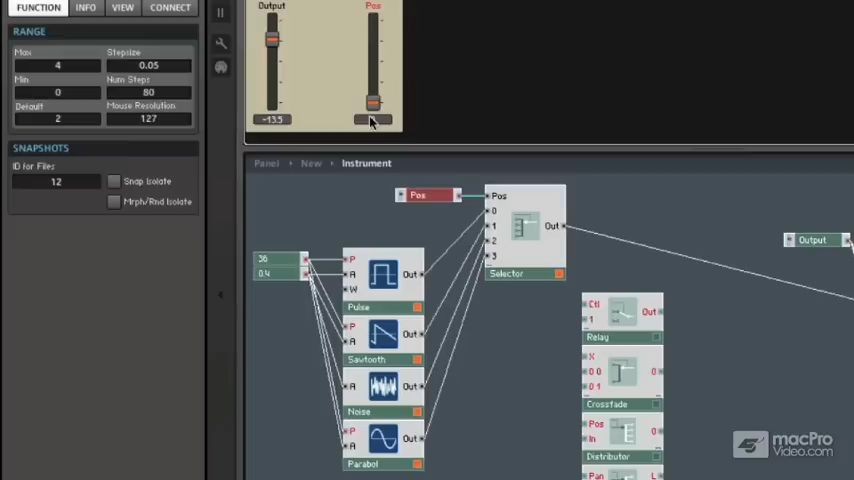 FUNCTION INFO VIEW CONNECT
RANGE
Max Stepsize
4 0.05
Min Num Steps
0 80
Default Mouse Resolution
2 127
SNAPSHOTS
ID for Files
12 Snap Isolate
Mrph/Rnd Isolate
Output Pos
-13.5
Panel New Instrument
Pos
Pos
0
1
2
3
Out
Selector
Output
36
0.4
P
A
W
Out
Pulse
P
A
Out
Sawtooth
A
Out
Noise
P
A
Out
Parabol
Ctl
1
Out
Relay
X
0 0
0 1
0
Crossfade
Pos
In
0
Distributor
Pan L
macPro
Video.com